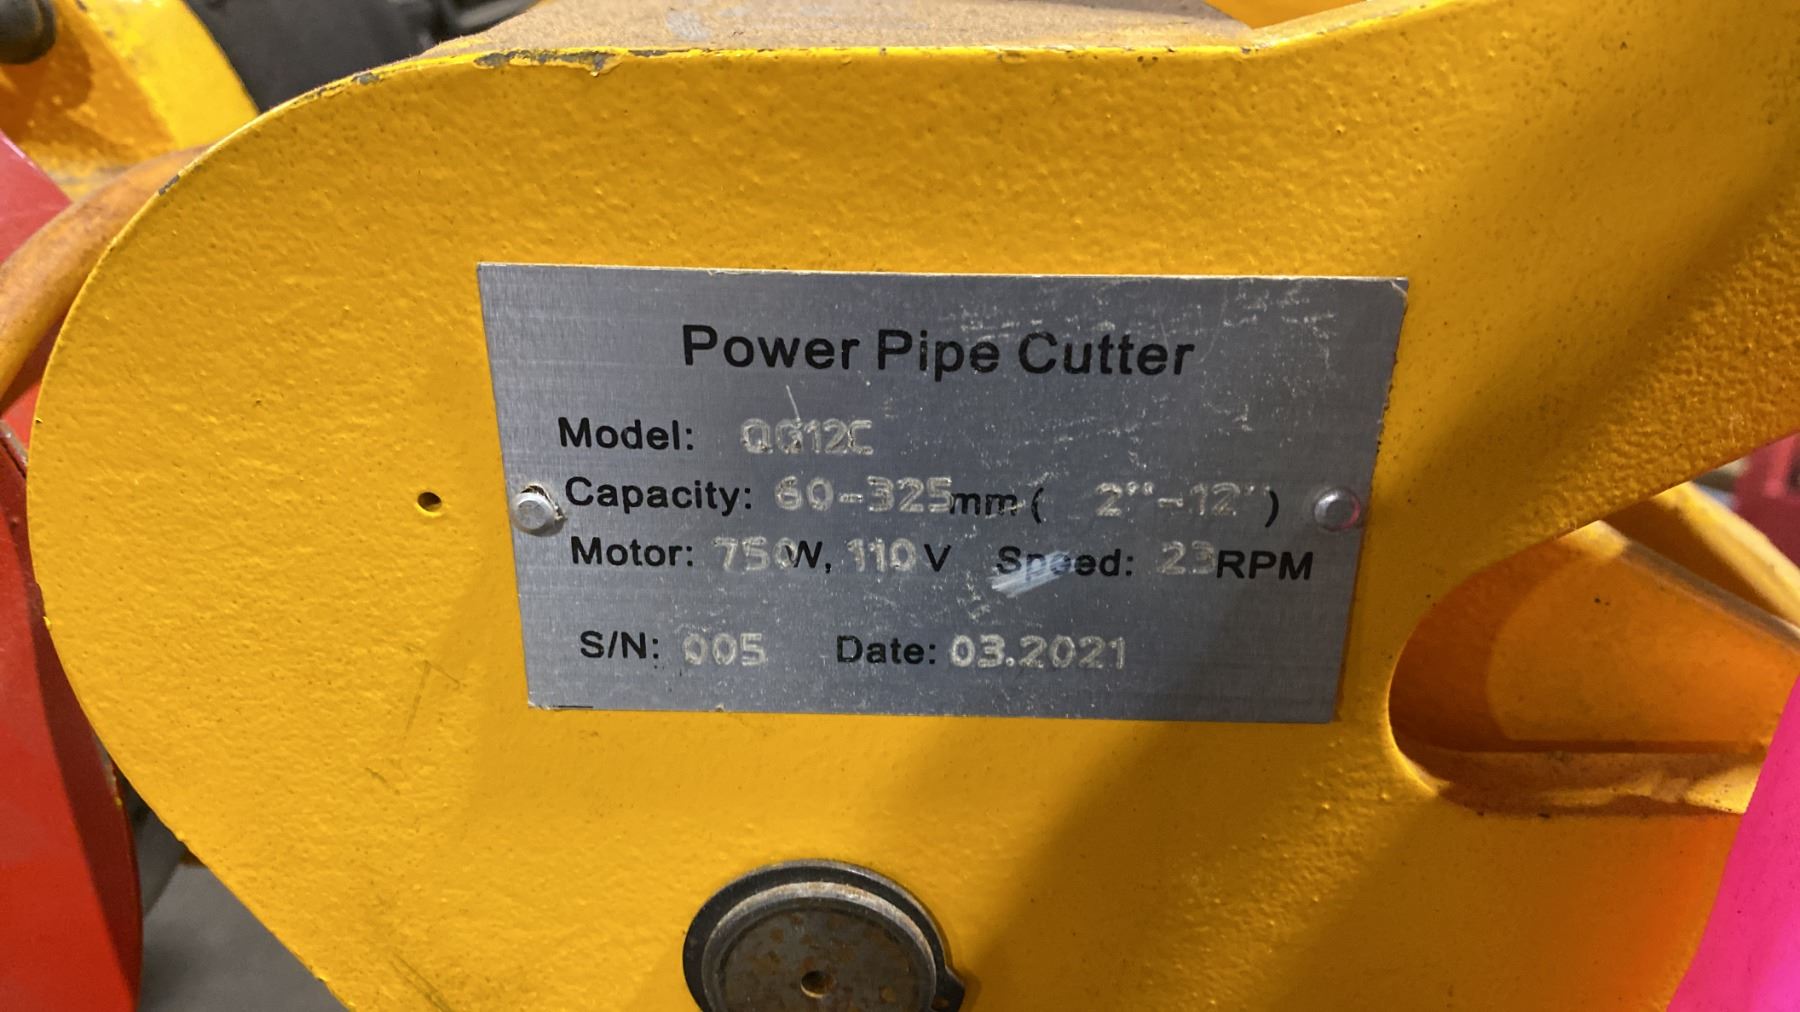 Power Pipe Cutter
Model: QG12C
Capacity: 60-325mm ( 2"-12")
Motor: 750W, 110V Speed: 23RPM
S/N: 005 Date: 03.2021